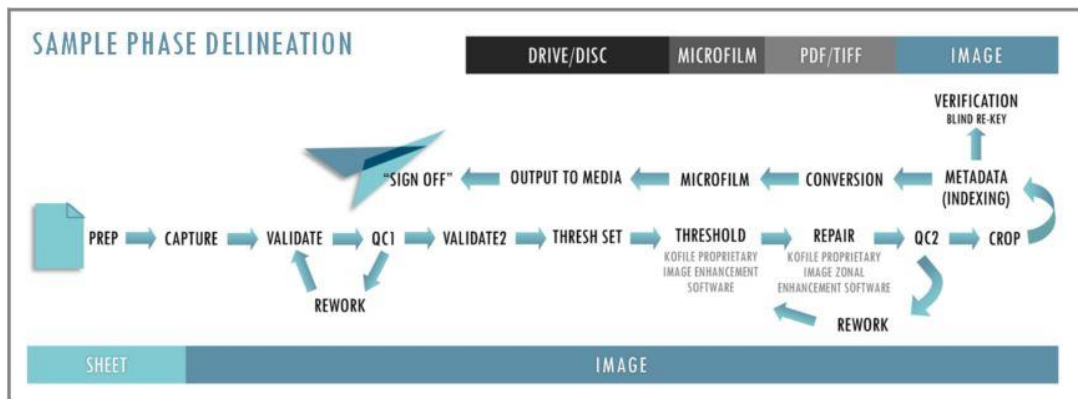 SAMPLE PHASE DELINEATION
DRIVE/DISC
MICROFILM
PDF/TIFF
IMAGE
VERIFICATION
BLIND RE-KEY
"SIGN OFF"
OUTPUT TO MEDIA
MICROFILM
CONVERSION
METADATA
(INDEXING)
PREP
CAPTURE
VALIDATE
QC1
VALIDATE2
THRESH SET
THRESHOLD
KOFILE PROPRIETARY
IMAGE ENHANCEMENT
SOFTWARE
REPAIR
KOFILE PROPRIETARY
IMAGE ZONAL
ENHANCEMENT SOFTWARE
QC2
CROP
REWORK
REWORK
SHEET
IMAGE